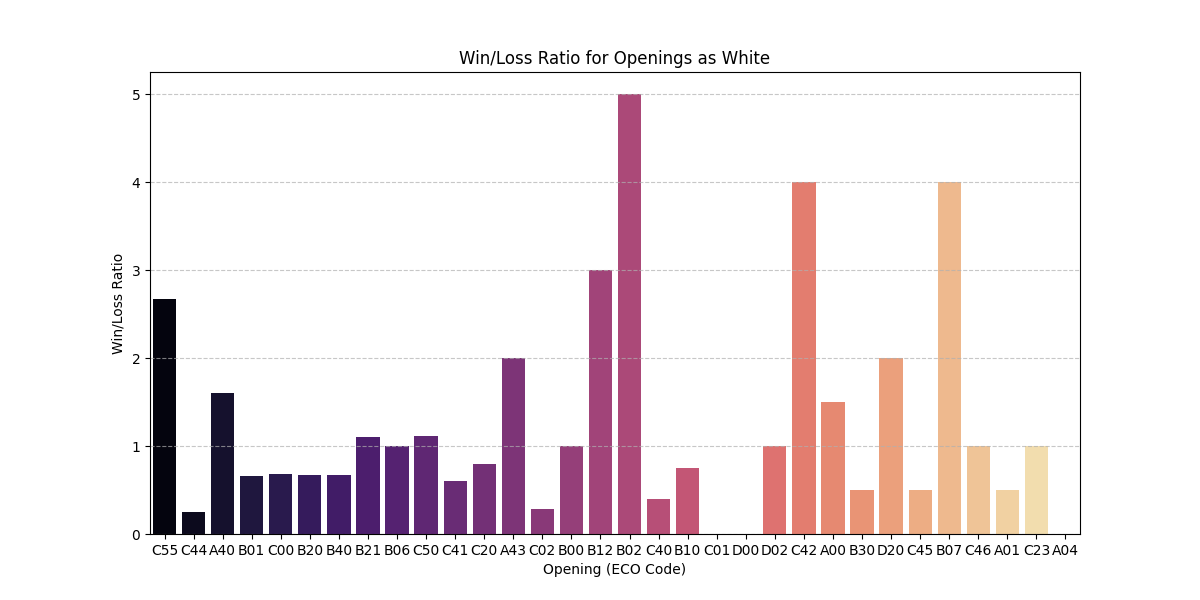 Win/Loss Ratio for Openings as White
5
4
3
2
1
0
Win/Loss Ratio
C55 C44 A40 B01 C00 B20 B40 B21 B06 C50 C41 C20 A43 C02 B00 B12 B02 C40 B10 C01 D00 D02 C42 A00 B30 D20 C45 B07 C46 A01 C23 A04
Opening (ECO Code)